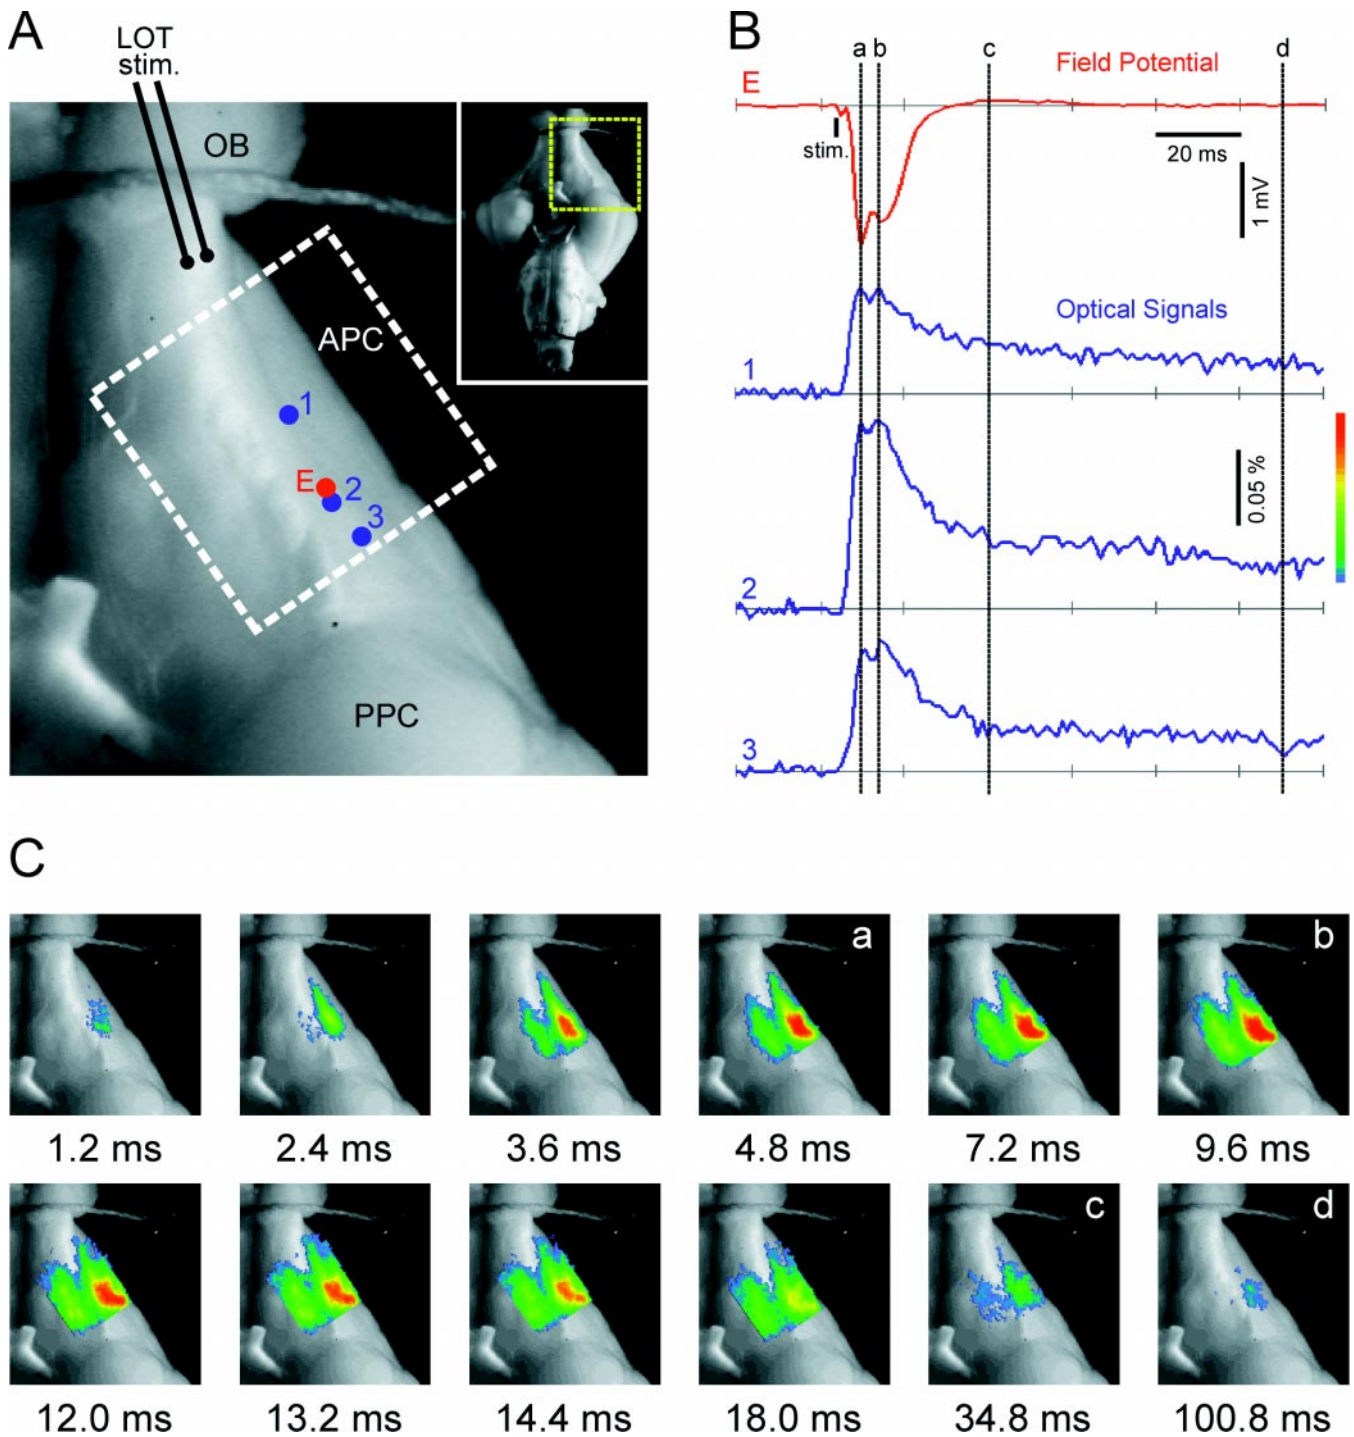 A
LOT
stim.
OB
APC
1
E
2
3
PPC
B
a b c d
E
Field Potential
stim.
20 ms
1 mV
Optical Signals
1
0.05 %
2
3
C
a
b
1.2 ms
2.4 ms
3.6 ms
4.8 ms
7.2 ms
9.6 ms
c
d
12.0 ms
13.2 ms
14.4 ms
18.0 ms
34.8 ms
100.8 ms